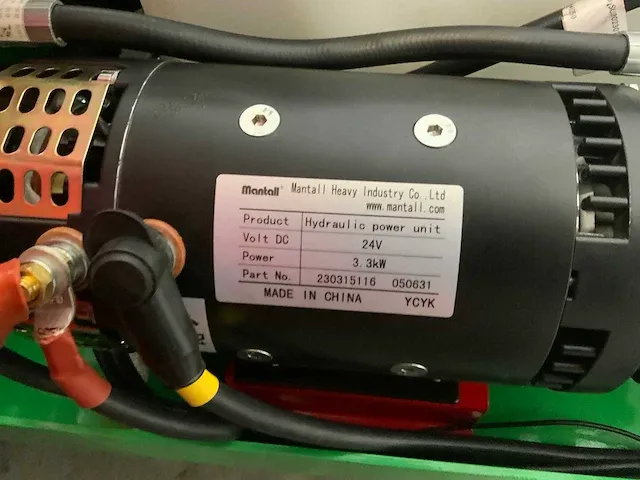 Mantall® Mantall Heavy Industry Co.,Ltd
www.mantall.com
Product Hydraulic power unit
Volt DC 24V
Power 3.3kW
Part No. 230315116 050631
MADE IN CHINA YCYK